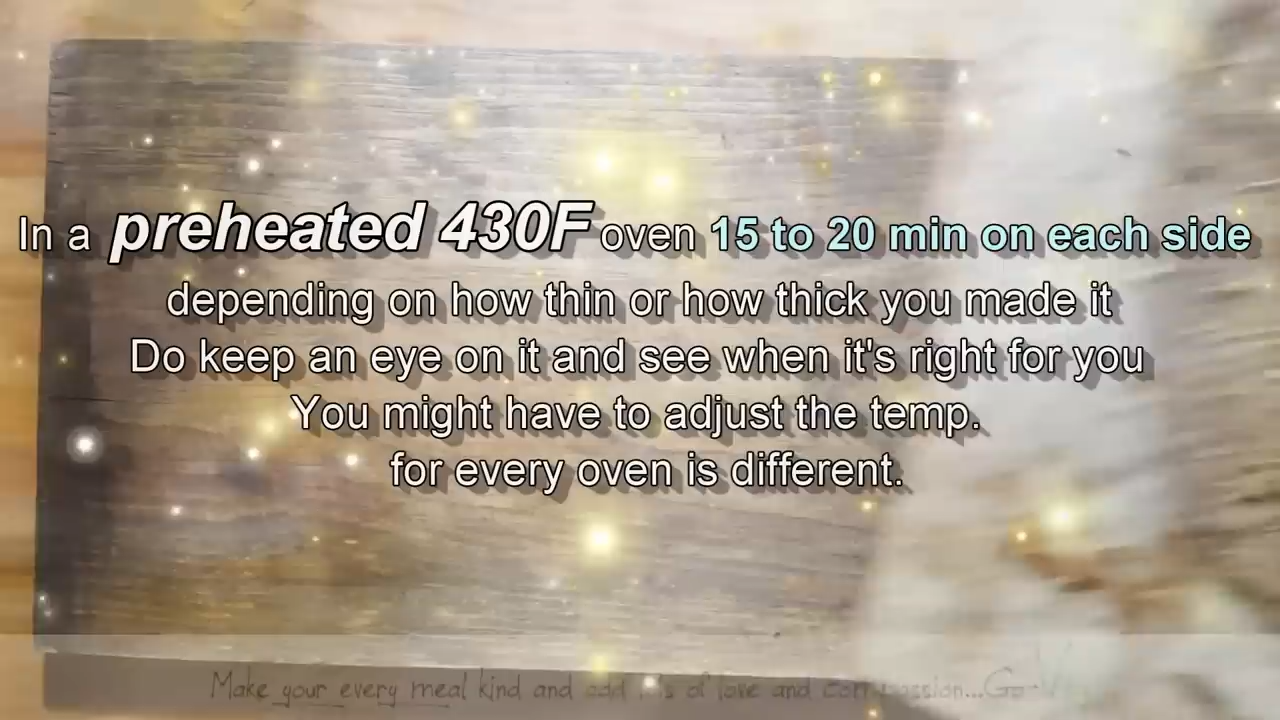 In a preheated 430F oven 15 to 20 min on each side
depending on how thin or how thick you made it
Do keep an eye on it and see when it's right for you
You might have to adjust the temp.
for every oven is different.
Make your every meal kind and add of love and compassion...Go